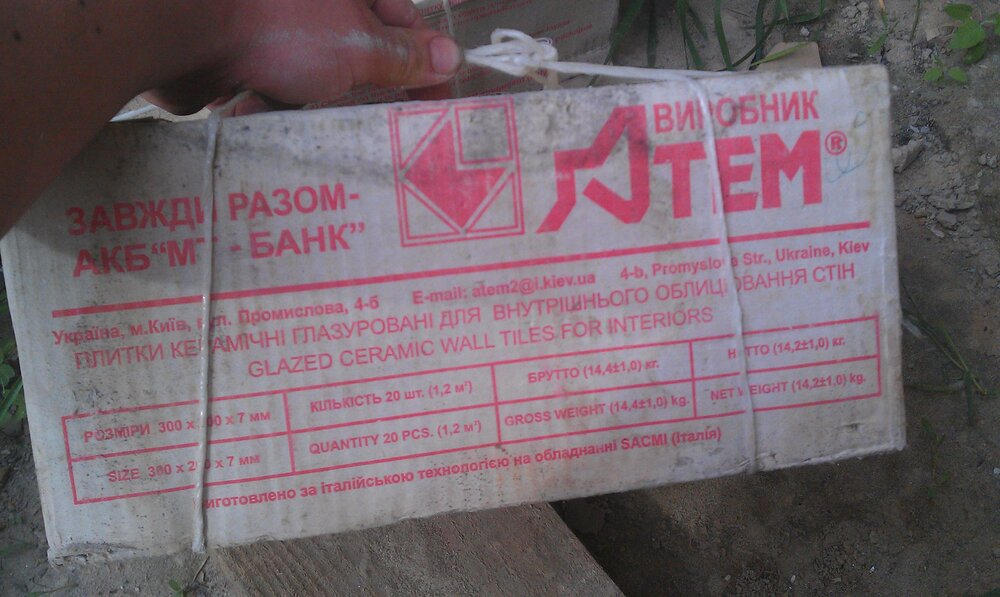 ВИРОБНИК
АТЕМ®
ЗАВЖДИ РАЗОМ-
АКБ "МТ - БАНК"
Україна, м.Київ, вул. Промислова, 4-б E-mail: atem2@i.kiev.ua 4-b, Promyslova Str., Ukraine, Kiev
ПЛИТКИ КЕРАМІЧНІ ГЛАЗУРОВАНІ ДЛЯ ВНУТРІШНЬОГО ОБЛИЦЮВАННЯ СТІН
GLAZED CERAMIC WALL TILES FOR INTERIORS
РОЗМІРИ 300 х 200 х 7 мм КІЛЬКІСТЬ 20 шт. (1,2 м²) БРУТТО (14,4±1,0) кг. НЕТТО (14,2±1,0) кг.
SIZE 300 x 200 x 7 мм QUANTITY 20 PCS. (1,2 м²) GROSS WEIGHT (14,4±1,0) kg. NET WEIGHT (14,2±1,0) kg.
Виготовлено за італійською технологією на обладнанні SACMI (Італія)